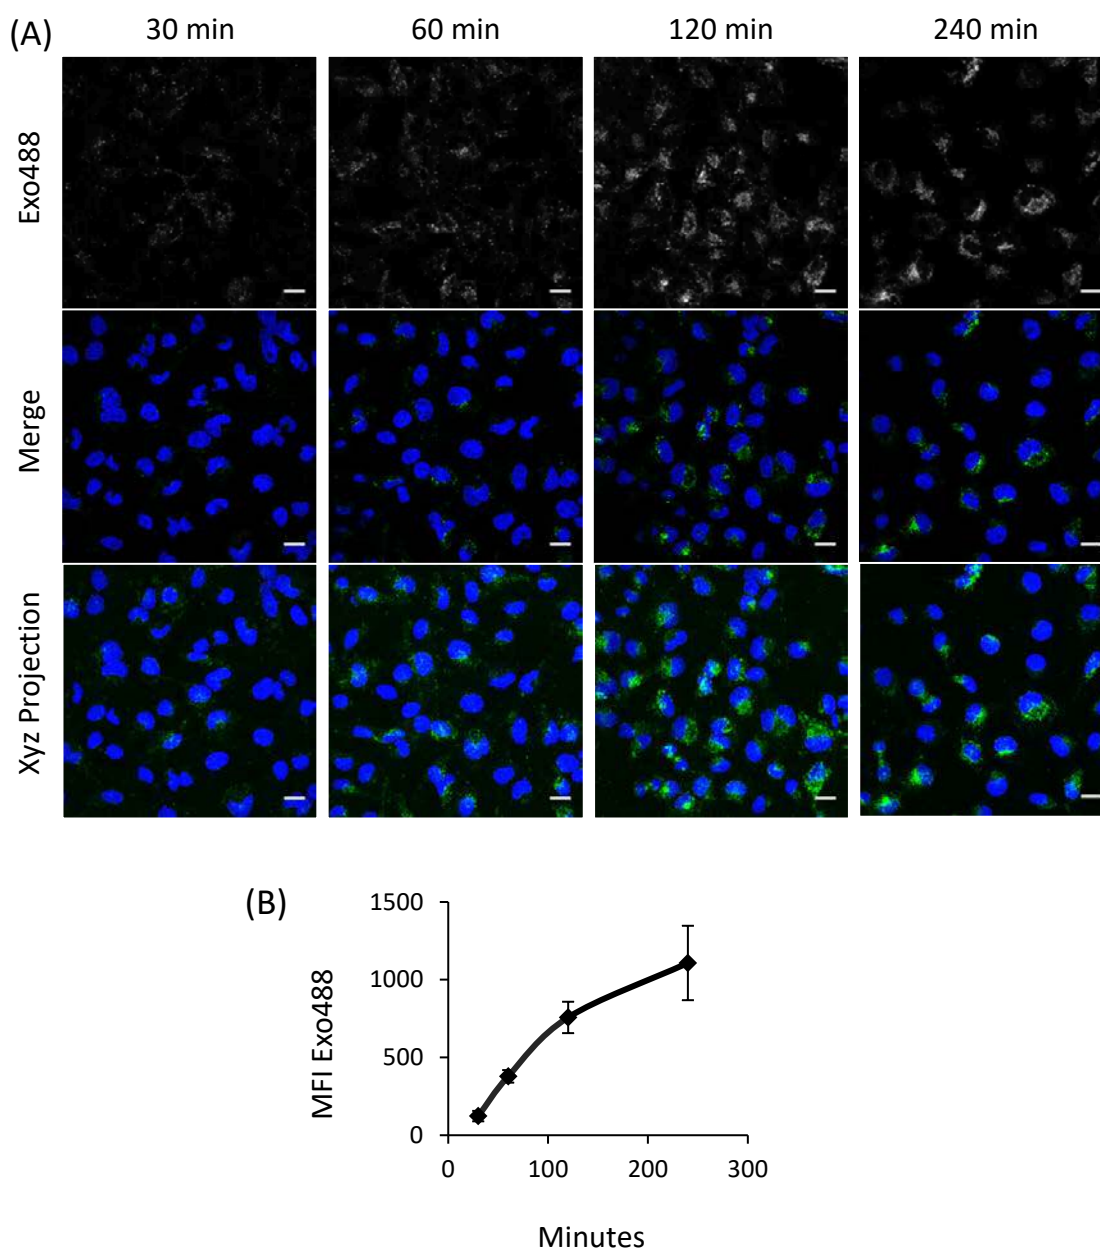 (A) 30 min 60 min 120 min 240 min
Exo488
Merge
Xyz Projection
(B)
MFI Exo488
1500
1000
500
0
0 100 200 300
Minutes